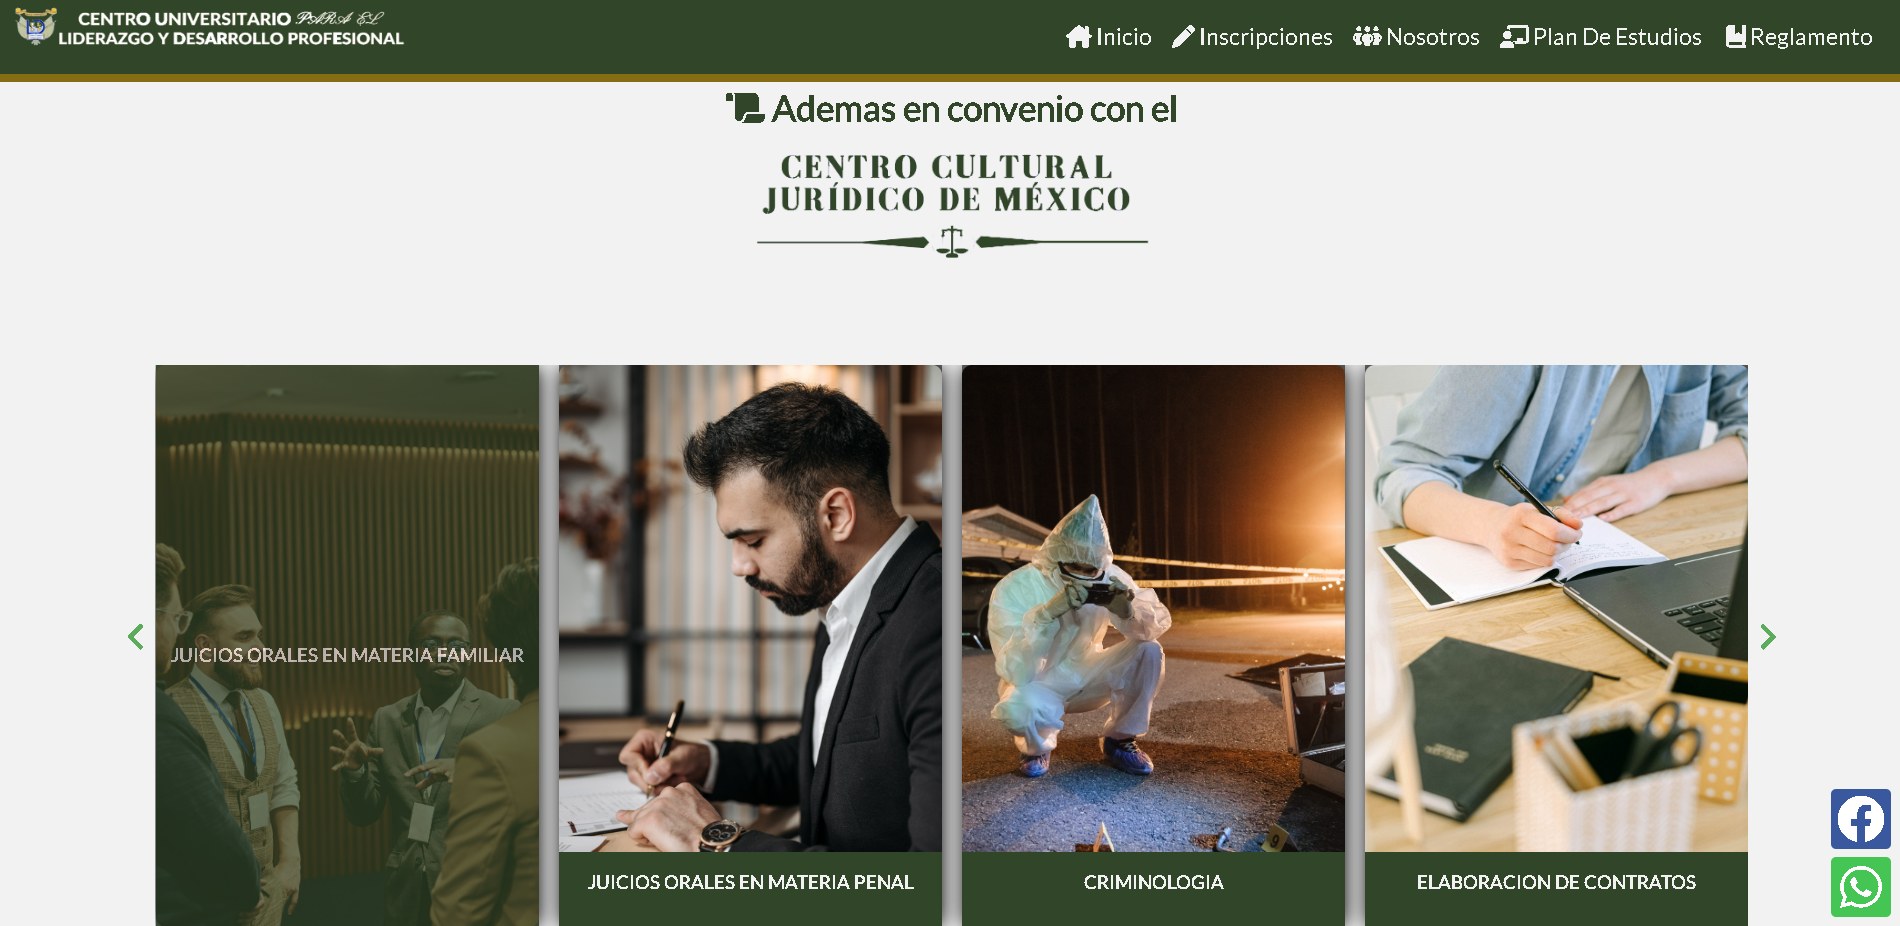 CENTRO UNIVERSITARIO PARA EL
LIDERAZGO Y DESARROLLO PROFESIONAL
Inicio
Inscripciones
Nosotros
Plan De Estudios
Reglamento
Ademas en convenio con el
CENTRO CULTURAL
JURÍDICO DE MÉXICO
JUICIOS ORALES EN MATERIA FAMILIAR
JUICIOS ORALES EN MATERIA PENAL
CRIMINOLOGIA
ELABORACION DE CONTRATOS